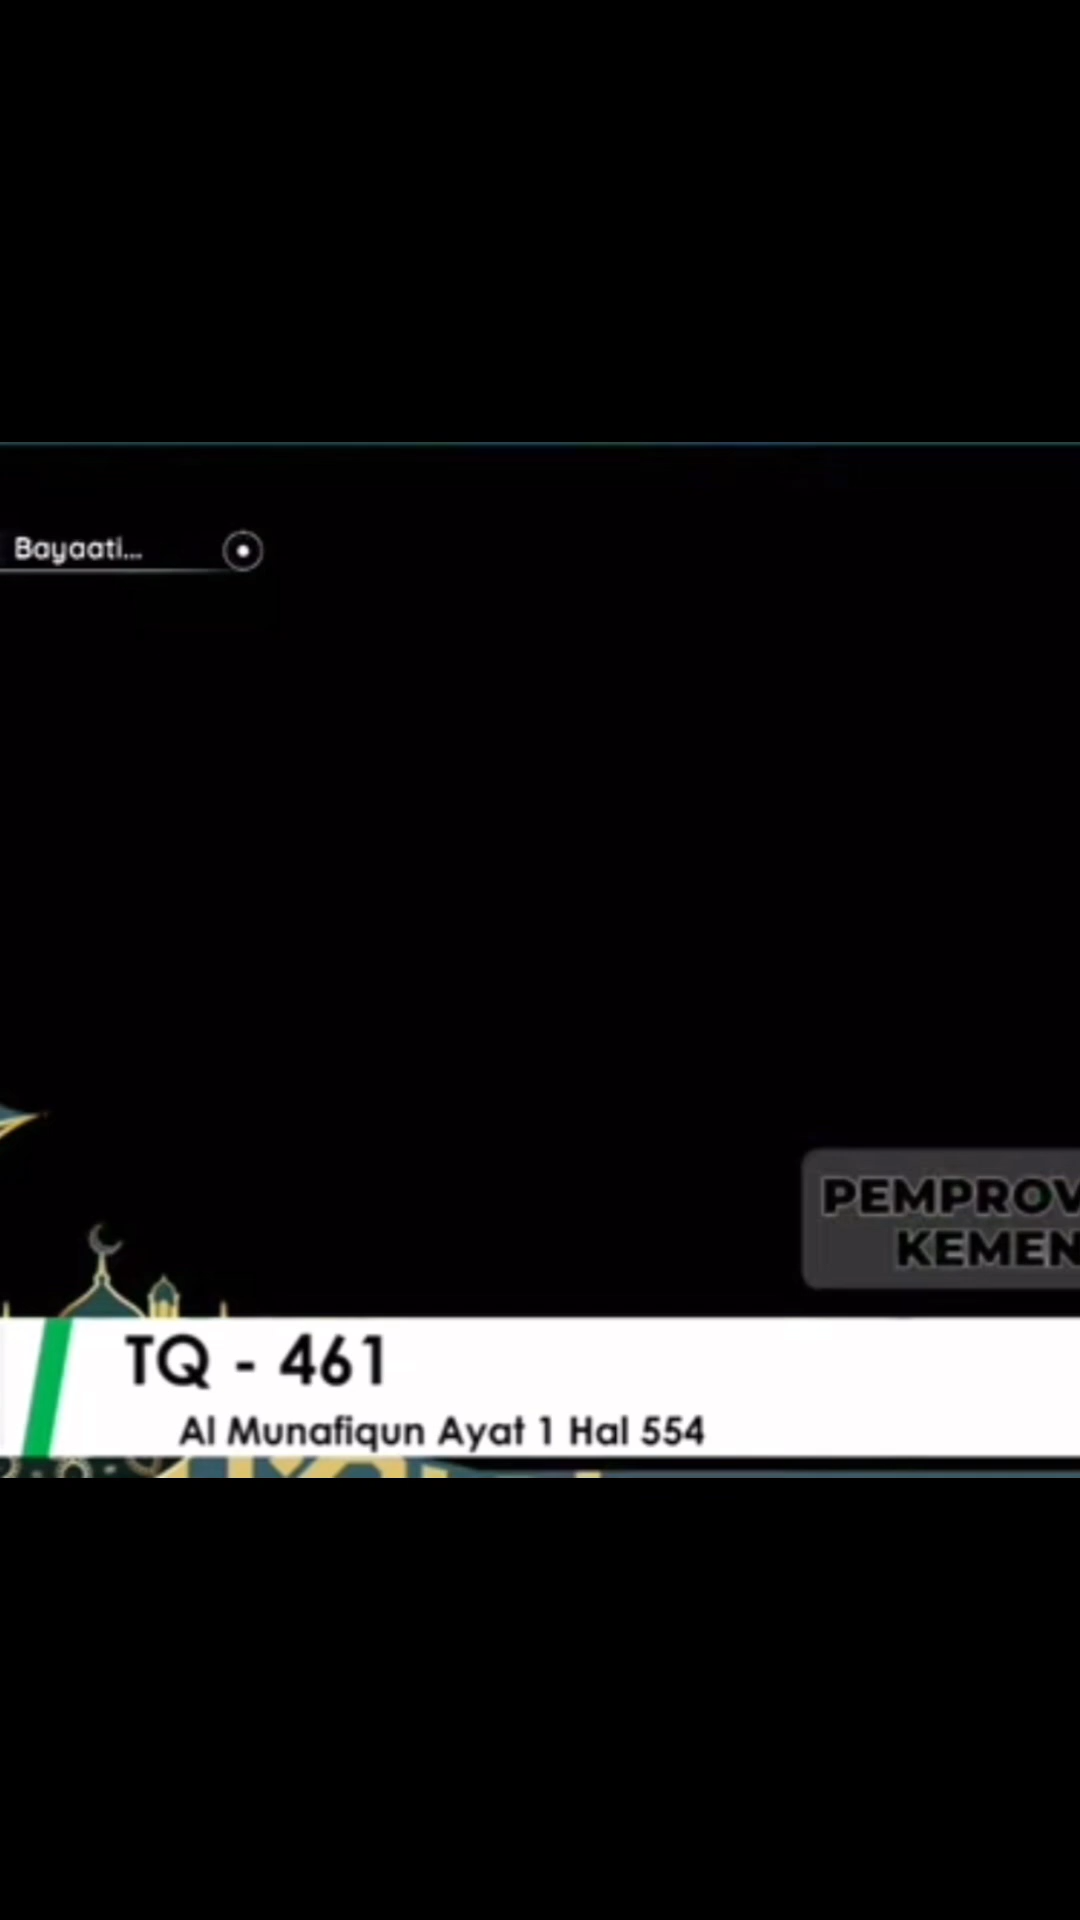 Bayaati...
PEMPROV
KEMEN
TQ - 461
Al Munafiqun Ayat 1 Hal 554